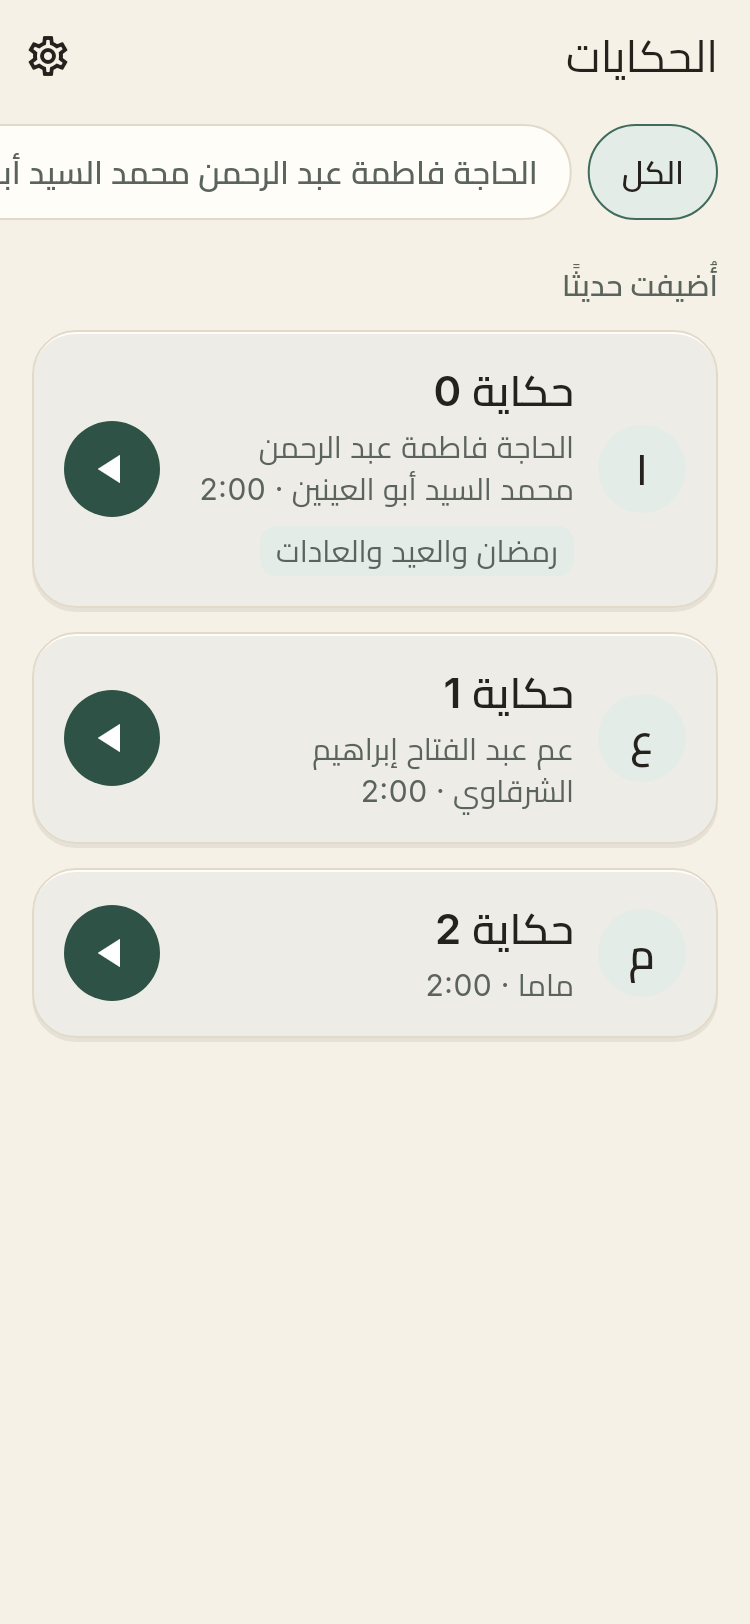 الحكايات
الكل
الحاجة فاطمة عبد الرحمن محمد السيد
أُضيفت حديثًا
حكاية 0
الحاجة فاطمة عبد الرحمن
محمد السيد أبو العينين · 2:00
رمضان والعيد والعادات
ا
حكاية 1
عم عبد الفتاح إبراهيم
الشرقاوي · 2:00
ع
حكاية 2
ماما · 2:00
م